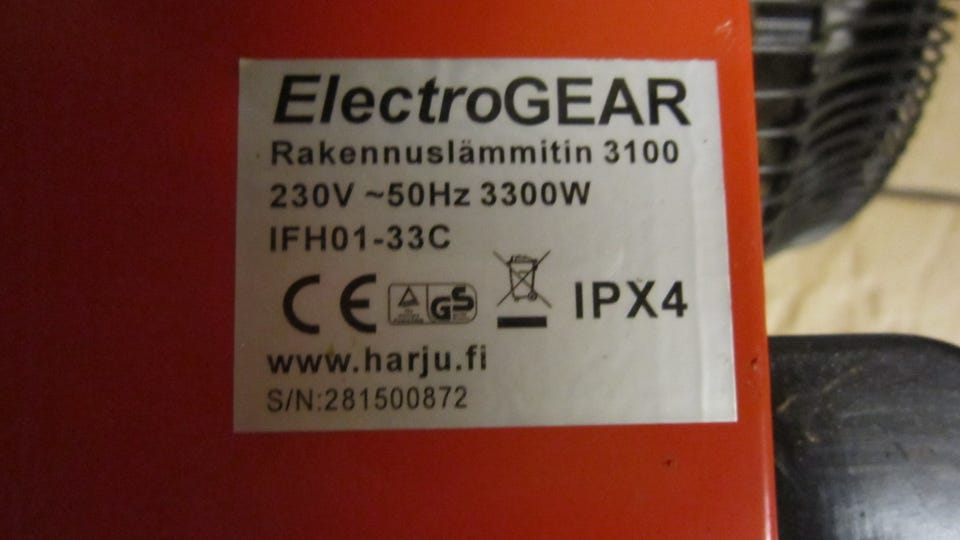 ElectroGEAR
Rakennuslämmitin 3100
230V ~50Hz 3300W
IFH01-33C
CE GS IPX4
www.harju.fi
S/N:281500872